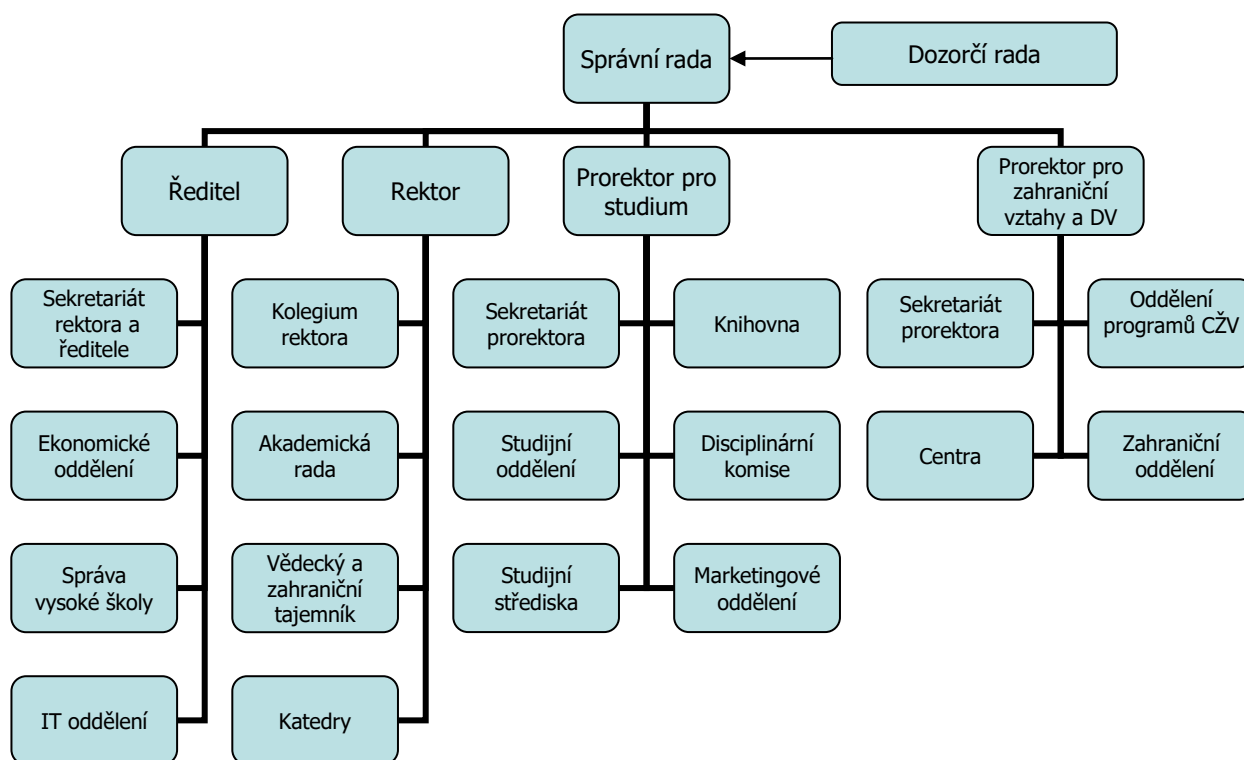 Správní rada
Dozorčí rada
Ředitel
Rektor
Prorektor pro
studium
Prorektor pro
zahraniční
vztahy a DV
Sekretariát
rektora a
ředitele
Kolegium
rektora
Sekretariát
prorektora
Knihovna
Sekretariát
prorektora
Oddělení
programů CŽV
Ekonomické
oddělení
Akademická
rada
Studijní
oddělení
Disciplinární
komise
Centra
Zahraniční
oddělení
Správa
vysoké školy
Vědecký a
zahraniční
tajemník
Studijní
střediska
Marketingové
oddělení
IT oddělení
Katedry